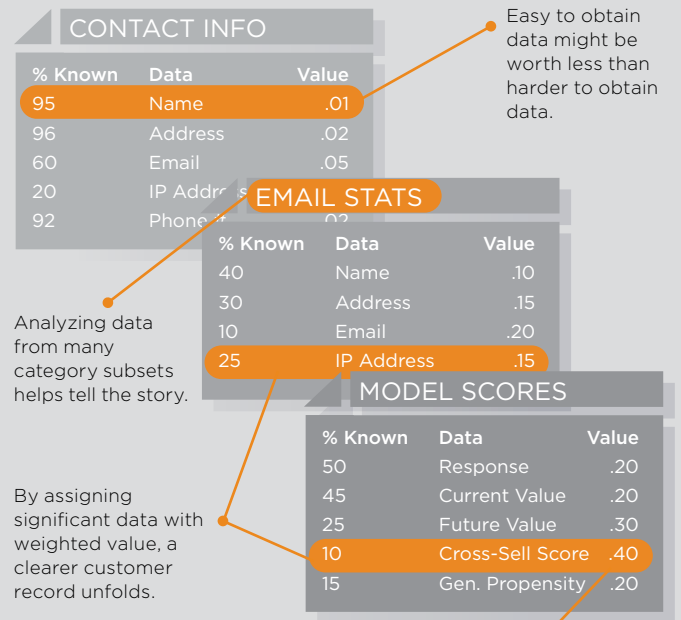 CONTACT INFO
% Known Data Value
95 Name .01
96 Address .02
60 Email .05
20 IP Address
92 Phone
Easy to obtain
data might be
worth less than
harder to obtain
data.
EMAIL STATS
% Known Data Value
40 Name .10
30 Address .15
10 Email .20
25 IP Address .15
Analyzing data
from many
category subsets
helps tell the story.
MODEL SCORES
% Known Data Value
50 Response .20
45 Current Value .20
25 Future Value .30
10 Cross-Sell Score .40
15 Gen. Propensity .20
By assigning
significant data with
weighted value, a
clearer customer
record unfolds.